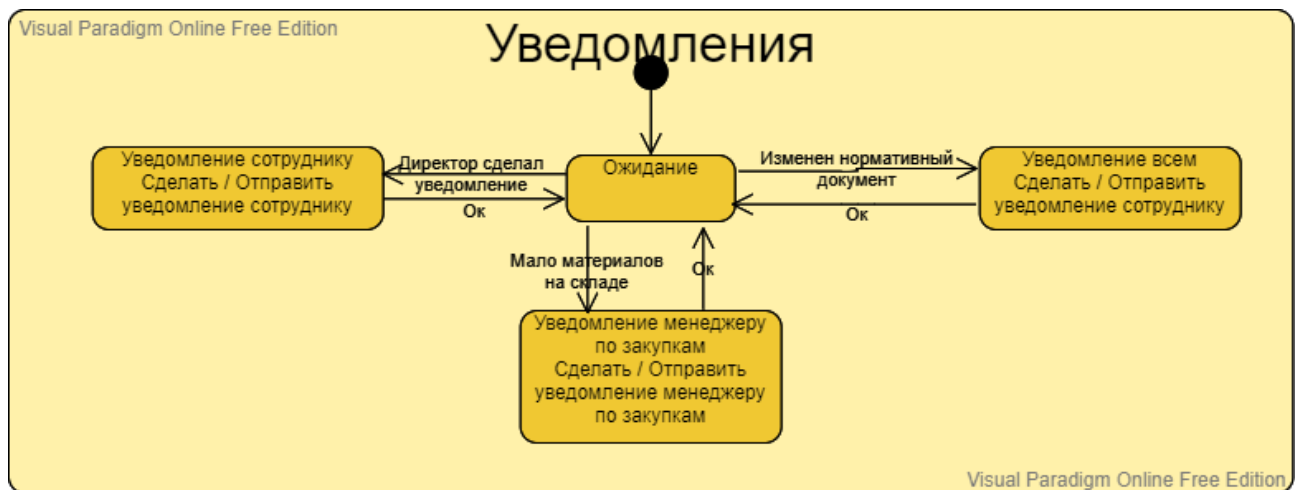 Visual Paradigm Online Free Edition
Уведомления
Уведомление сотруднику
Сделать / Отправить
уведомление сотруднику
Директор сделал
уведомление
Ок
Ожидание
Изменен нормативный
документ
Ок
Уведомление всем
Сделать / Отправить
уведомление сотруднику
Мало материалов
на складе
Ок
Уведомление менеджеру
по закупкам
Сделать / Отправить
уведомление менеджеру
по закупкам
Visual Paradigm Online Free Edition